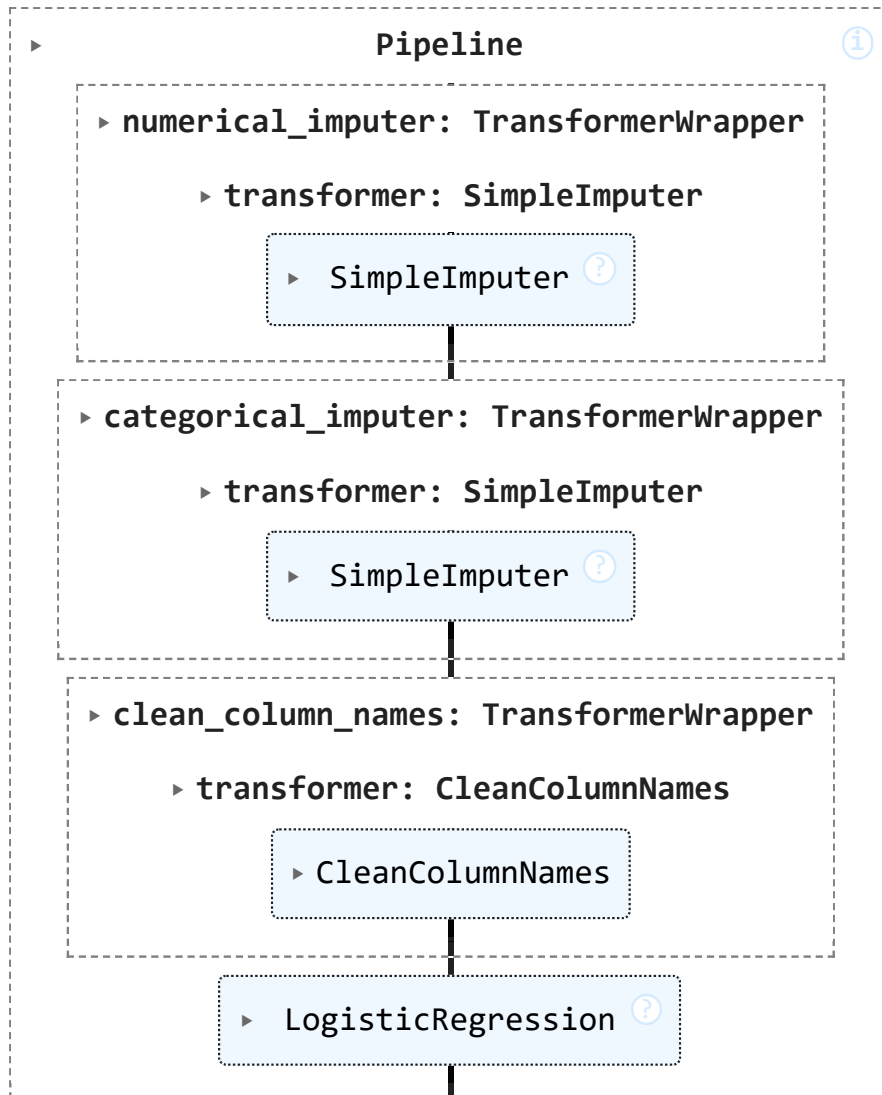 Pipeline
i
numerical_imputer: TransformerWrapper
transformer: SimpleImputer
SimpleImputer ?
categorical_imputer: TransformerWrapper
transformer: SimpleImputer
SimpleImputer ?
clean_column_names: TransformerWrapper
transformer: CleanColumnNames
CleanColumnNames
LogisticRegression ?